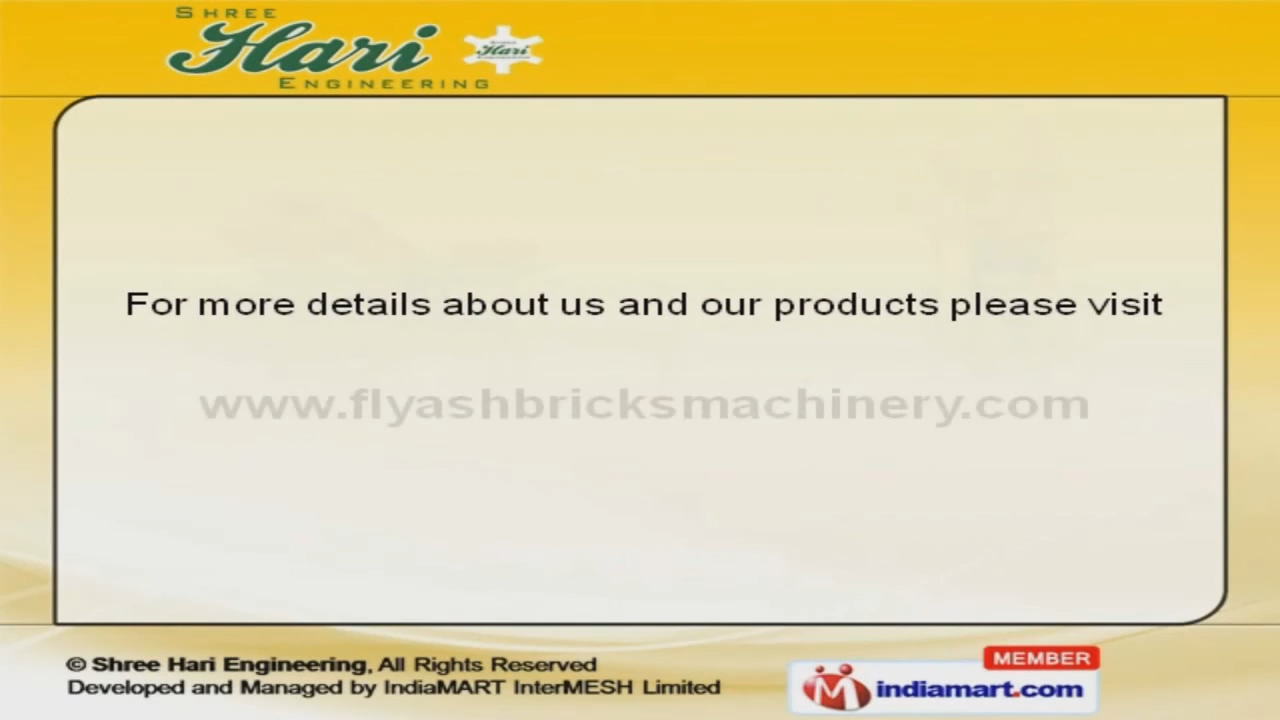 SHREE
Hari
ENGINEERING
Hari
For more details about us and our products please visit
www.flyashbricksmachinery.com
© Shree Hari Engineering, All Rights Reserved
Developed and Managed by IndiaMART InterMESH Limited
MEMBER
indiamart.com